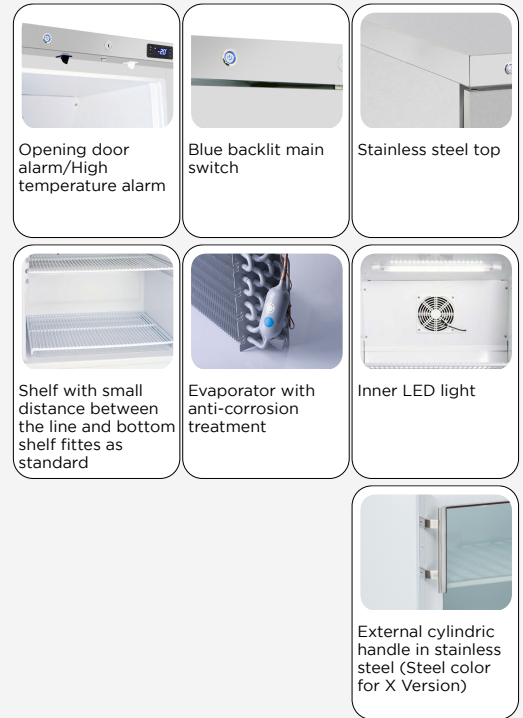 -20
Opening door
alarm/High
temperature alarm
Blue backlit main
switch
Stainless steel top
Shelf with small
distance between
the line and bottom
shelf fittes as
standard
Evaporator with
anti-corrosion
treatment
Inner LED light
External cylindric
handle in stainless
steel (Steel color
for X Version)